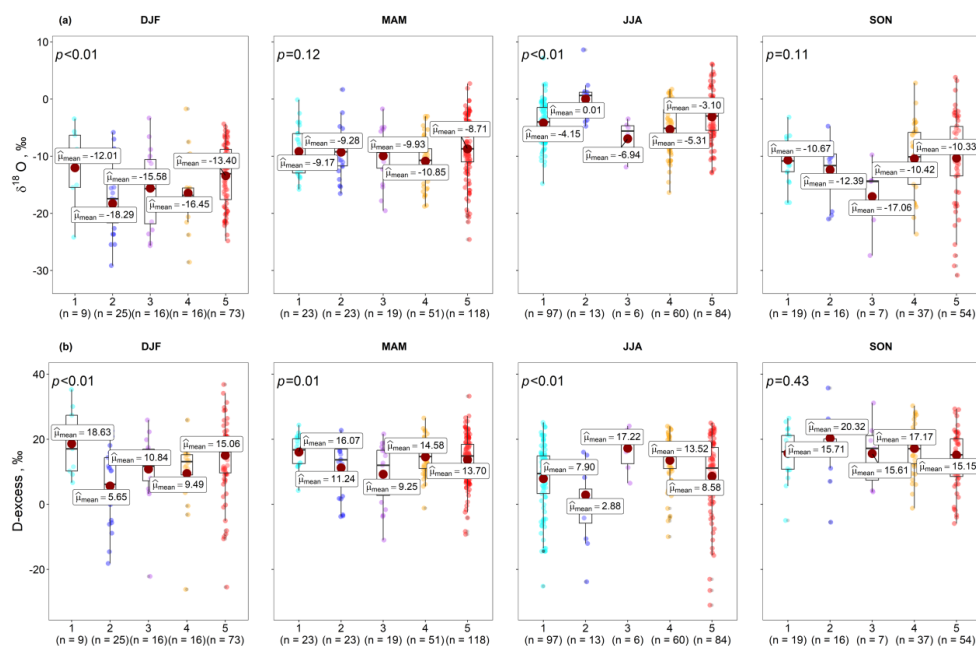 (a) DJF MAM JJA SON
δ¹⁸O, ‰
10
0
-10
-20
-30
p<0.01
μ̂mean = -12.01
μ̂mean = -18.29
μ̂mean = -15.58
μ̂mean = -16.45
μ̂mean = -13.40
p=0.12
μ̂mean = -9.17
μ̂mean = -9.28
μ̂mean = -9.93
μ̂mean = -10.85
μ̂mean = -8.71
p<0.01
μ̂mean = -4.15
μ̂mean = 0.01
μ̂mean = -6.94
μ̂mean = -5.31
μ̂mean = -3.10
p=0.11
μ̂mean = -10.67
μ̂mean = -12.39
μ̂mean = -17.06
μ̂mean = -10.42
μ̂mean = -10.33
1 2 3 4 5 1 2 3 4 5 1 2 3 4 5 1 2 3 4 5
(n = 9) (n = 25) (n = 16) (n = 16) (n = 73) (n = 23) (n = 23) (n = 19) (n = 51) (n = 118) (n = 97) (n = 13) (n = 6) (n = 60) (n = 84) (n = 19) (n = 16) (n = 7) (n = 37) (n = 54)
(b) DJF MAM JJA SON
D-excess, ‰
40
20
0
-20
p<0.01
μ̂mean = 18.63
μ̂mean = 5.65
μ̂mean = 10.84
μ̂mean = 9.49
μ̂mean = 15.06
p=0.01
μ̂mean = 16.07
μ̂mean = 11.24
μ̂mean = 9.25
μ̂mean = 14.58
μ̂mean = 13.70
p<0.01
μ̂mean = 7.90
μ̂mean = 2.88
μ̂mean = 17.22
μ̂mean = 13.52
μ̂mean = 8.58
p=0.43
μ̂mean = 15.71
μ̂mean = 20.32
μ̂mean = 15.61
μ̂mean = 17.17
μ̂mean = 15.15
1 2 3 4 5 1 2 3 4 5 1 2 3 4 5 1 2 3 4 5
(n = 9) (n = 25) (n = 16) (n = 16) (n = 73) (n = 23) (n = 23) (n = 19) (n = 51) (n = 118) (n = 97) (n = 13) (n = 6) (n = 60) (n = 84) (n = 19) (n = 16) (n = 7) (n = 37) (n = 54)